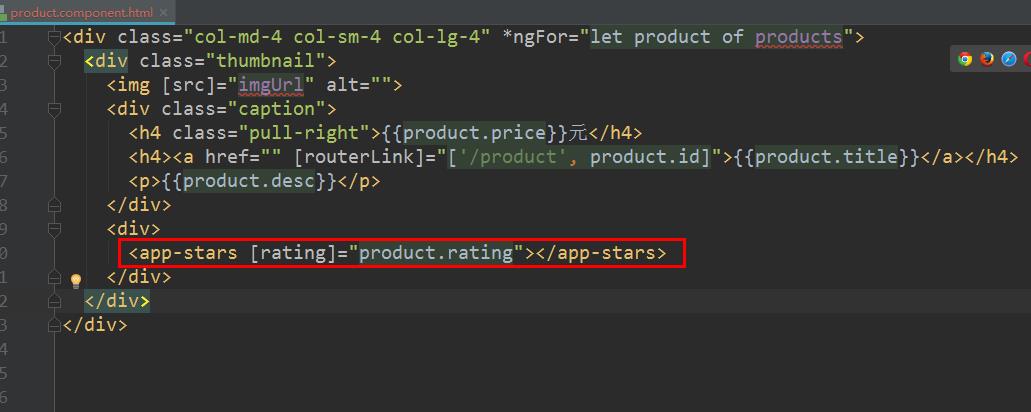 product.component.html
1 <div class="col-md-4 col-sm-4 col-lg-4" *ngFor="let product of products">
2 <div class="thumbnail">
3 <img [src]="imgUrl" alt="">
4 <div class="caption">
5 <h4 class="pull-right">{{product.price}}元</h4>
6 <h4><a href="" [routerLink]="['/product', product.id]">{{product.title}}</a></h4>
7 <p>{{product.desc}}</p>
8 </div>
9 <div>
0 <app-stars [rating]="product.rating"></app-stars>
1 </div>
2 </div>
3 </div>
4
5
6